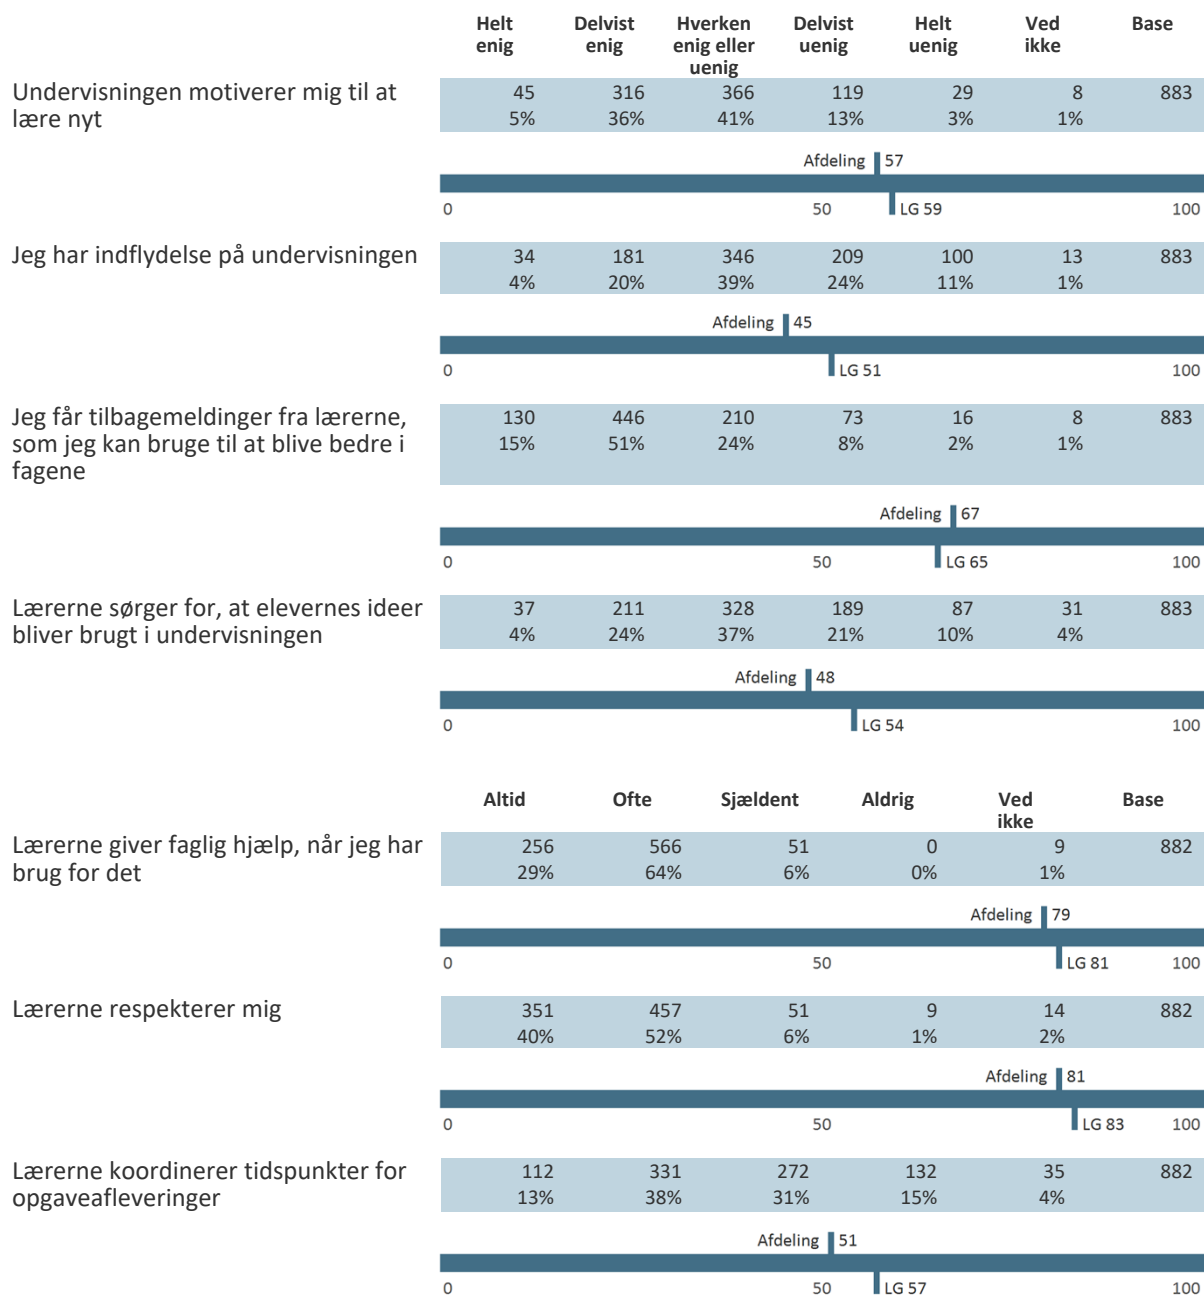 Helt enig Delvist enig Hverken enig eller uenig Delvist uenig Helt uenig Ved ikke Base
Undervisningen motiverer mig til at
lære nyt
45 316 366 119 29 8 883
5% 36% 41% 13% 3% 1%
Afdeling 57
0 50 LG 59 100
Jeg har indflydelse på undervisningen
34 181 346 209 100 13 883
4% 20% 39% 24% 11% 1%
Afdeling 45
0 LG 51 100
Jeg får tilbagemeldinger fra lærerne,
som jeg kan bruge til at blive bedre i
fagene
130 446 210 73 16 8 883
15% 51% 24% 8% 2% 1%
Afdeling 67
0 50 LG 65 100
Lærerne sørger for, at elevernes ideer
bliver brugt i undervisningen
37 211 328 189 87 31 883
4% 24% 37% 21% 10% 4%
Afdeling 48
0 LG 54 100
Altid Ofte Sjældent Aldrig Ved ikke Base
Lærerne giver faglig hjælp, når jeg har
brug for det
256 566 51 0 9 882
29% 64% 6% 0% 1%
Afdeling 79
0 50 LG 81 100
Lærerne respekterer mig
351 457 51 9 14 882
40% 52% 6% 1% 2%
Afdeling 81
0 50 LG 83 100
Lærerne koordinerer tidspunkter for
opgaveafleveringer
112 331 272 132 35 882
13% 38% 31% 15% 4%
Afdeling 51
0 50 LG 57 100